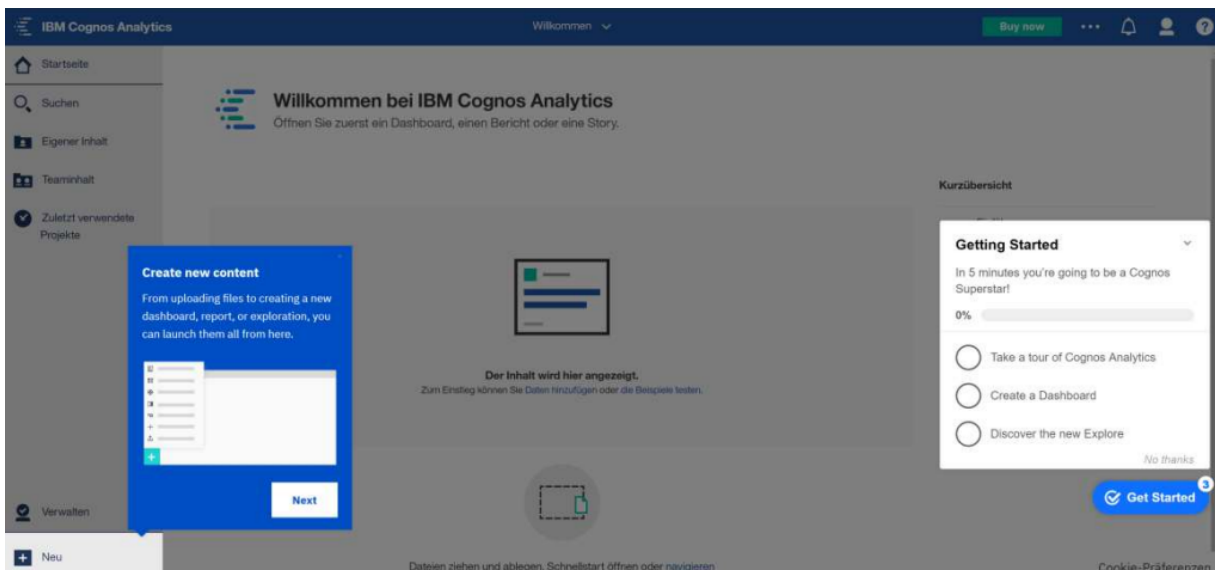 IBM Cognos Analytics
Willkommen
Buy now
Startseite
Suchen
Eigener Inhalt
Teaminhalt
Zuletzt verwendete
Projekte
Verwalten
Neu
Willkommen bei IBM Cognos Analytics
Öffnen Sie zuerst ein Dashboard, einen Bericht oder eine Story.
Kurzübersicht
Der Inhalt wird hier angezeigt.
Zum Einstieg können Sie Daten hinzufügen oder die Beispiele testen.
Create new content
From uploading files to creating a new
dashboard, report, or exploration, you
can launch them all from here.
Next
Getting Started
In 5 minutes you're going to be a Cognos
Superstar!
0%
Take a tour of Cognos Analytics
Create a Dashboard
Discover the new Explore
No thanks
3
Get Started
Dateien ziehen und ablegen, Schnellstart öffnen oder navigieren
Cookie-Präferenzen